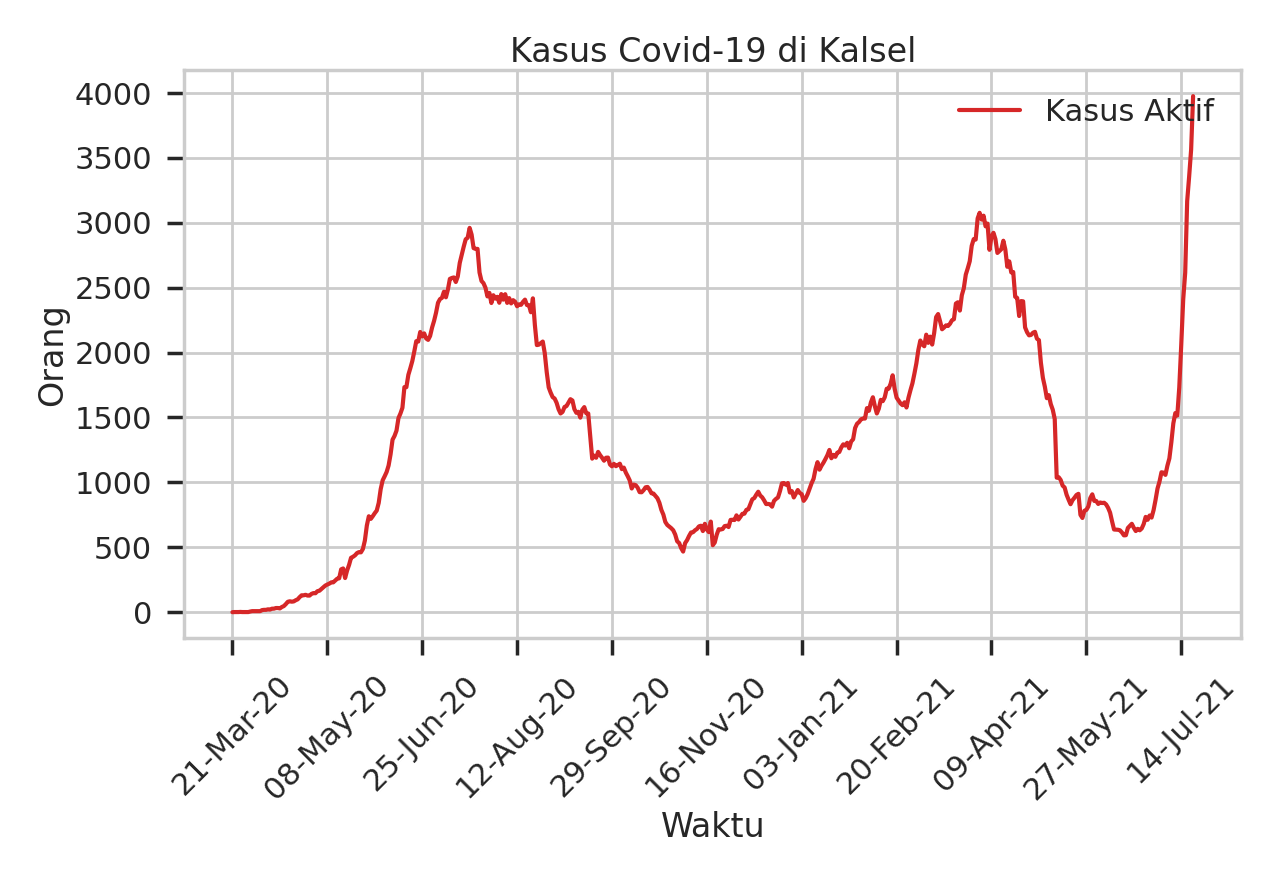 Kasus Covid-19 di Kalsel
Kasus Aktif
4000
3500
3000
2500
2000
1500
1000
500
0
Orang
21-Mar-20
08-May-20
25-Jun-20
12-Aug-20
29-Sep-20
16-Nov-20
03-Jan-21
20-Feb-21
09-Apr-21
27-May-21
14-Jul-21
Waktu